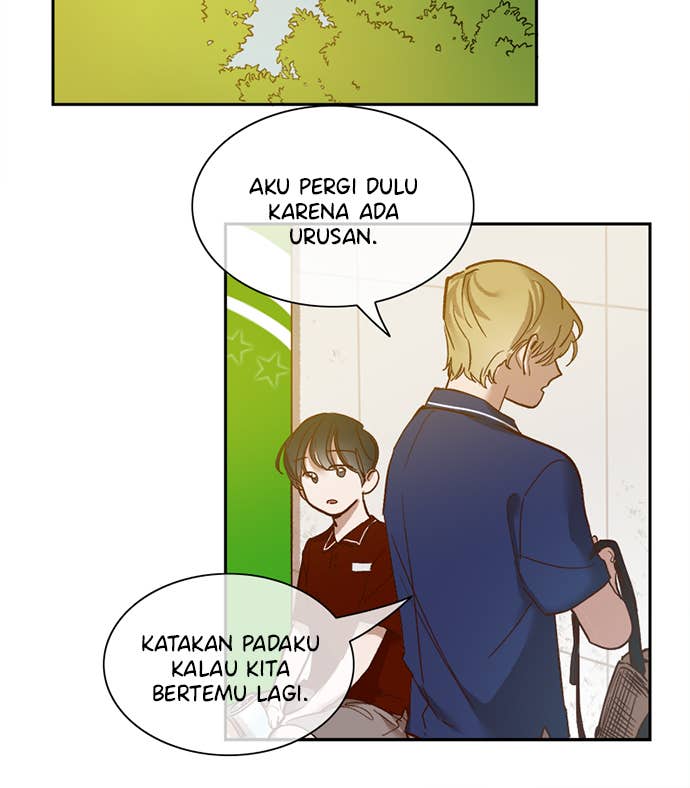 AKU PERGI DULU
KARENA ADA
URUSAN.
KATAKAN PADAKU
KALAU KITA
BERTEMU LAGI.